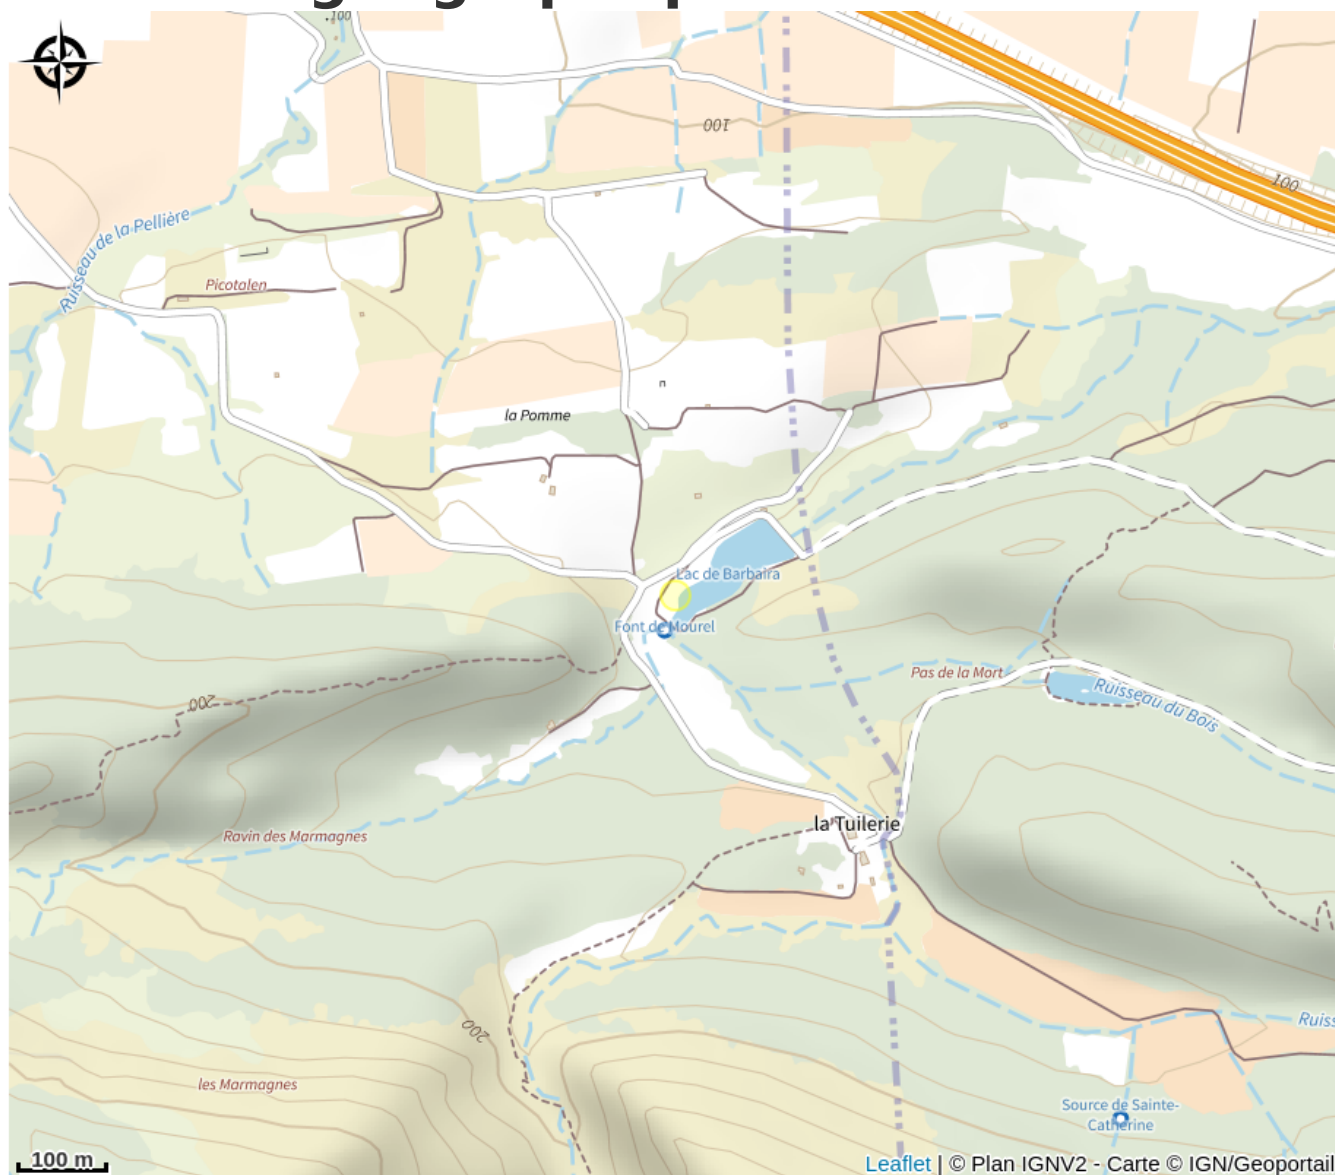 100
100
100
Ruisseau de la Pellière
Picotalen
la Pomme
Lac de Barbaira
Font de Mourel
Pas de la Mort
Ruisseau du Bois
200
la Tuilerie
Ravin des Marmagnes
200
Ruiss
les Marmagnes
Source de Sainte-
Catherine
100 m
Leaflet | © Plan IGNV2 - Carte © IGN/Geoportail